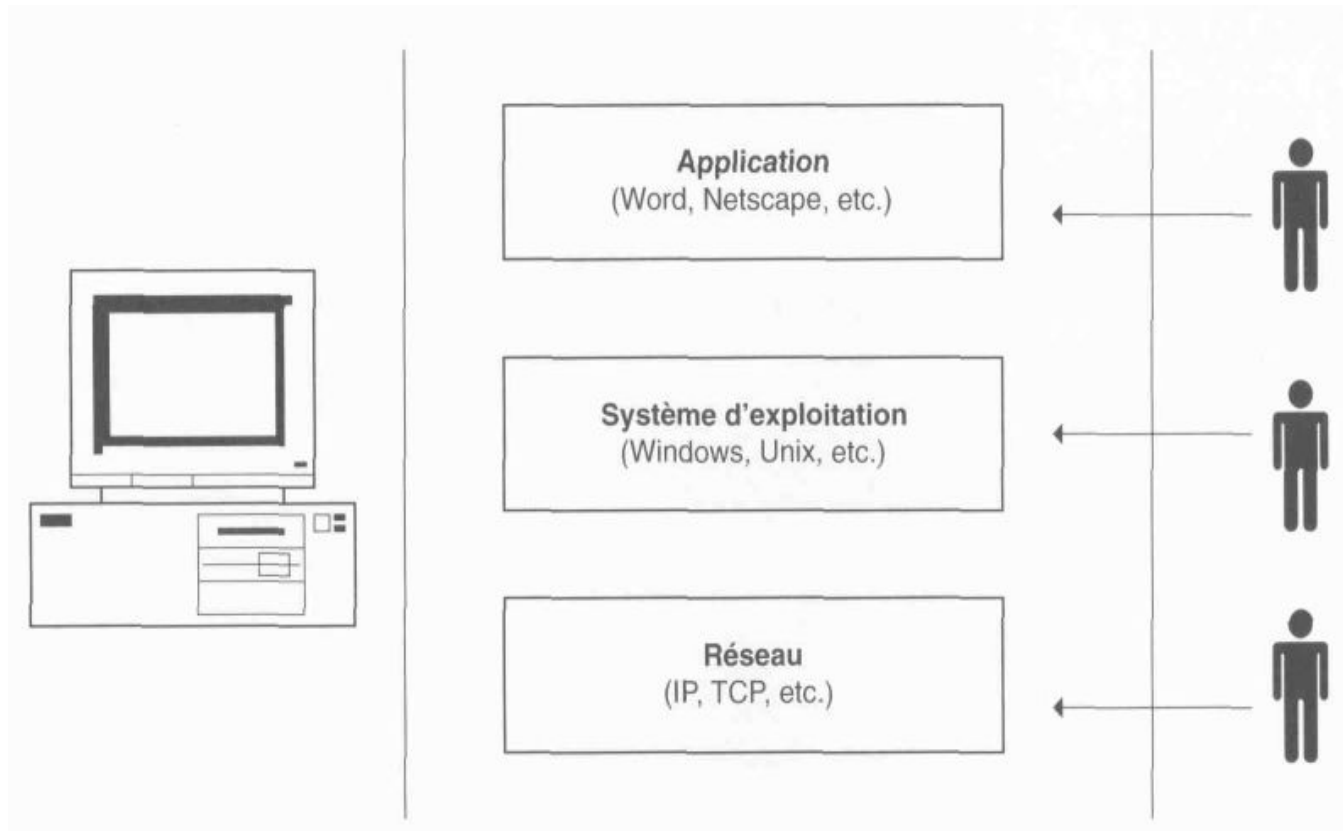 Application
(Word, Netscape, etc.)
Système d'exploitation
(Windows, Unix, etc.)
Réseau
(IP, TCP, etc.)